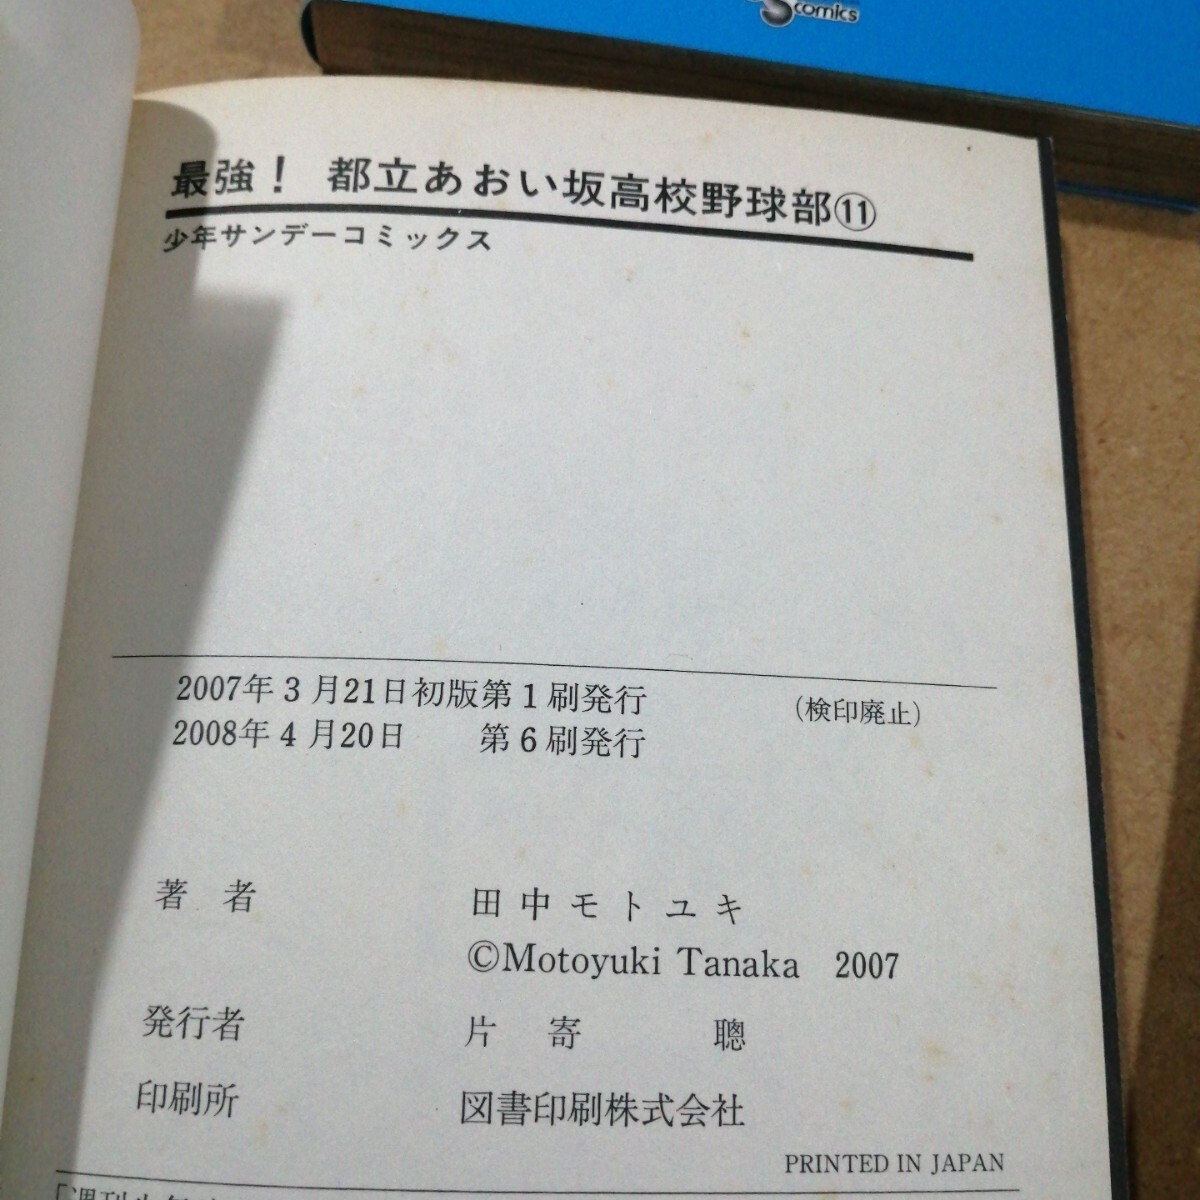 comics
最強！ 都立あおい坂高校野球部⑪
少年サンデーコミックス
2007年3月21日初版第1刷発行 (検印廃止)
2008年4月20日 第6刷発行
著者 田中モトユキ
©Motoyuki Tanaka 2007
発行者 片寄 聰
印刷所 図書印刷株式会社
PRINTED IN JAPAN